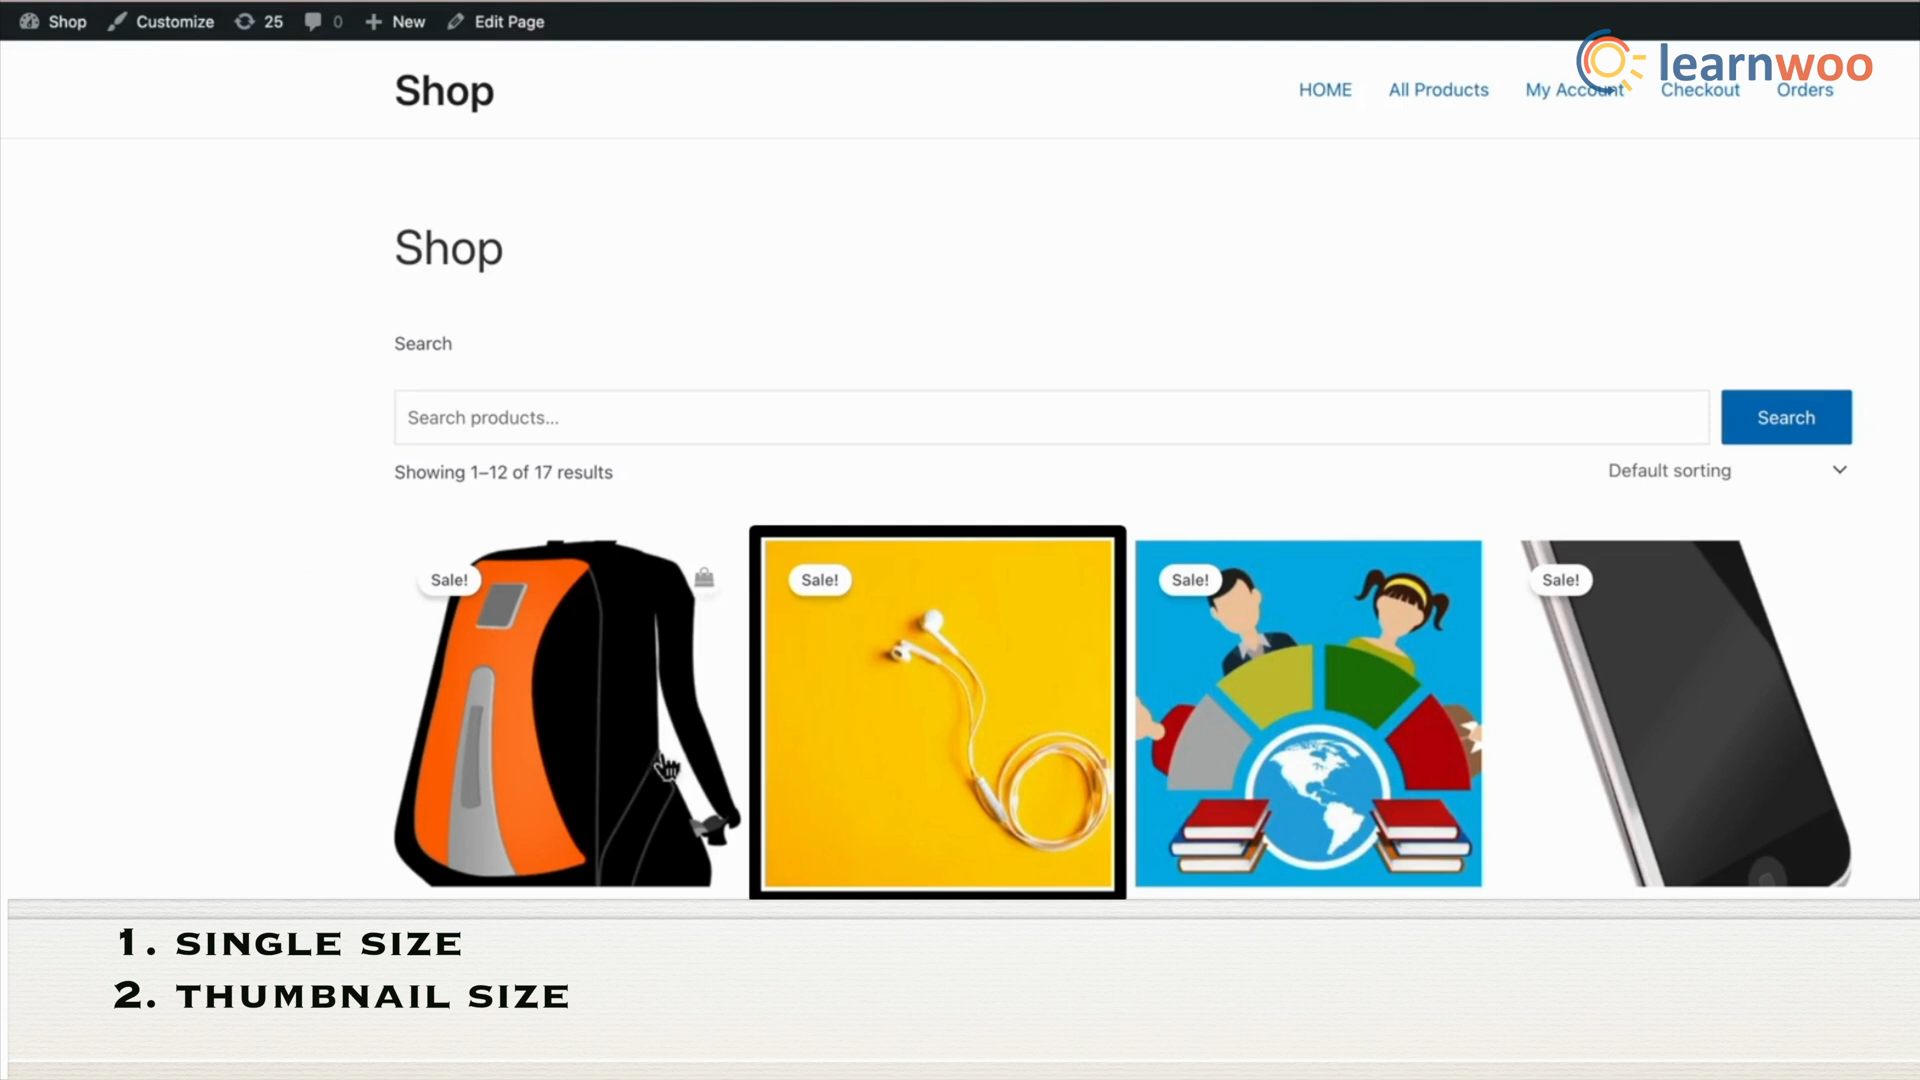 Shop Customize 25 0 New Edit Page
learnwoo
Shop HOME All Products My Account Checkout Orders
Shop
Search
Search products... Search
Showing 1–12 of 17 results Default sorting
Sale! Sale! Sale! Sale!
1. SINGLE SIZE
2. THUMBNAIL SIZE